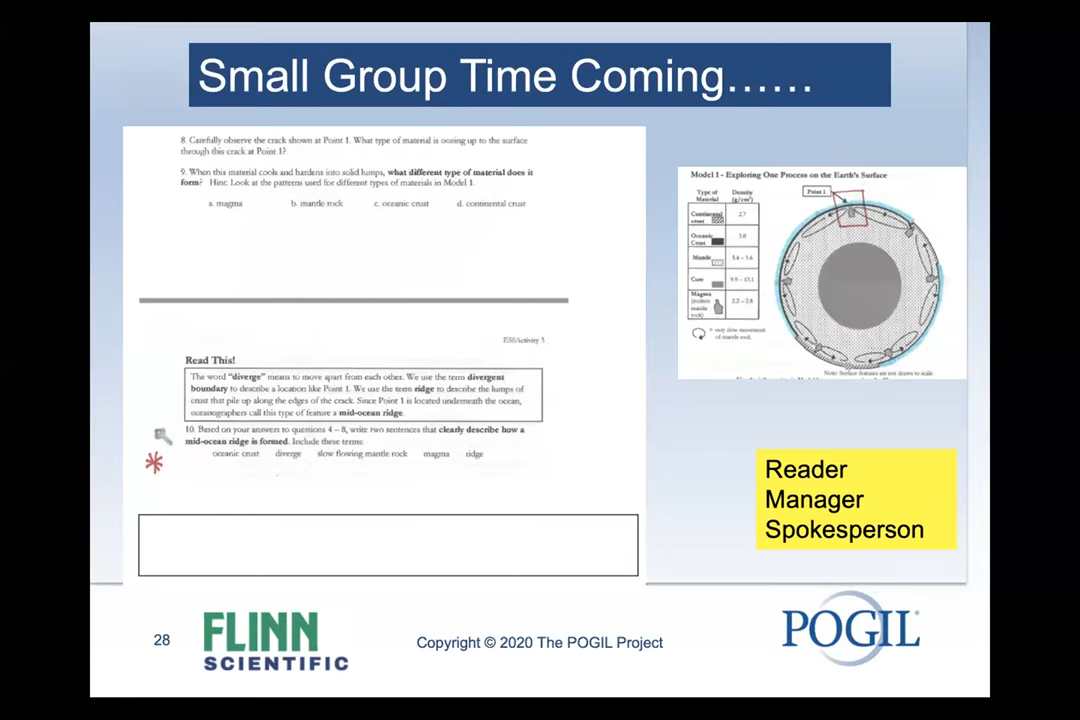 Small Group Time Coming……
8. Carefully observe the crack shown at Point 1. What type of material is oozing up to the surface
through this crack at Point 1?
9. When this material cools and hardens into solid lumps, what different type of material does it
form? Hint: Look at the patterns used for different types of materials in Model 1.
a. magma b. mantle rock c. oceanic crust d. continental crust
ESS Activity 3
Read This!
The word "diverge" means to move apart from each other. We use the term divergent
boundary to describe a location like Point 1. We use the term ridge to describe the lumps of
crust that pile up along the edges of the crack. Since Point 1 is located underneath the ocean,
oceanographers call this type of feature a mid-ocean ridge.
10. Based on your answers to questions 4 – 8, write two sentences that clearly describe how a
mid-ocean ridge is formed. Include these terms:
oceanic crust diverge slow flowing mantle rock magma ridge
Model 1 - Exploring One Process on the Earth's Surface
Type of Material Density (g/cm³)
Continental crust 2.7
Oceanic Crust 3.0
Mantle
Core
Magma (molten mantle rock) 2.2 – 2.8
Point 1
= very slow movement
of mantle rock.
Note: Surface features are not drawn to scale.
Reader
Manager
Spokesperson
28
FLINN
SCIENTIFIC
Copyright © 2020 The POGIL Project
POGIL